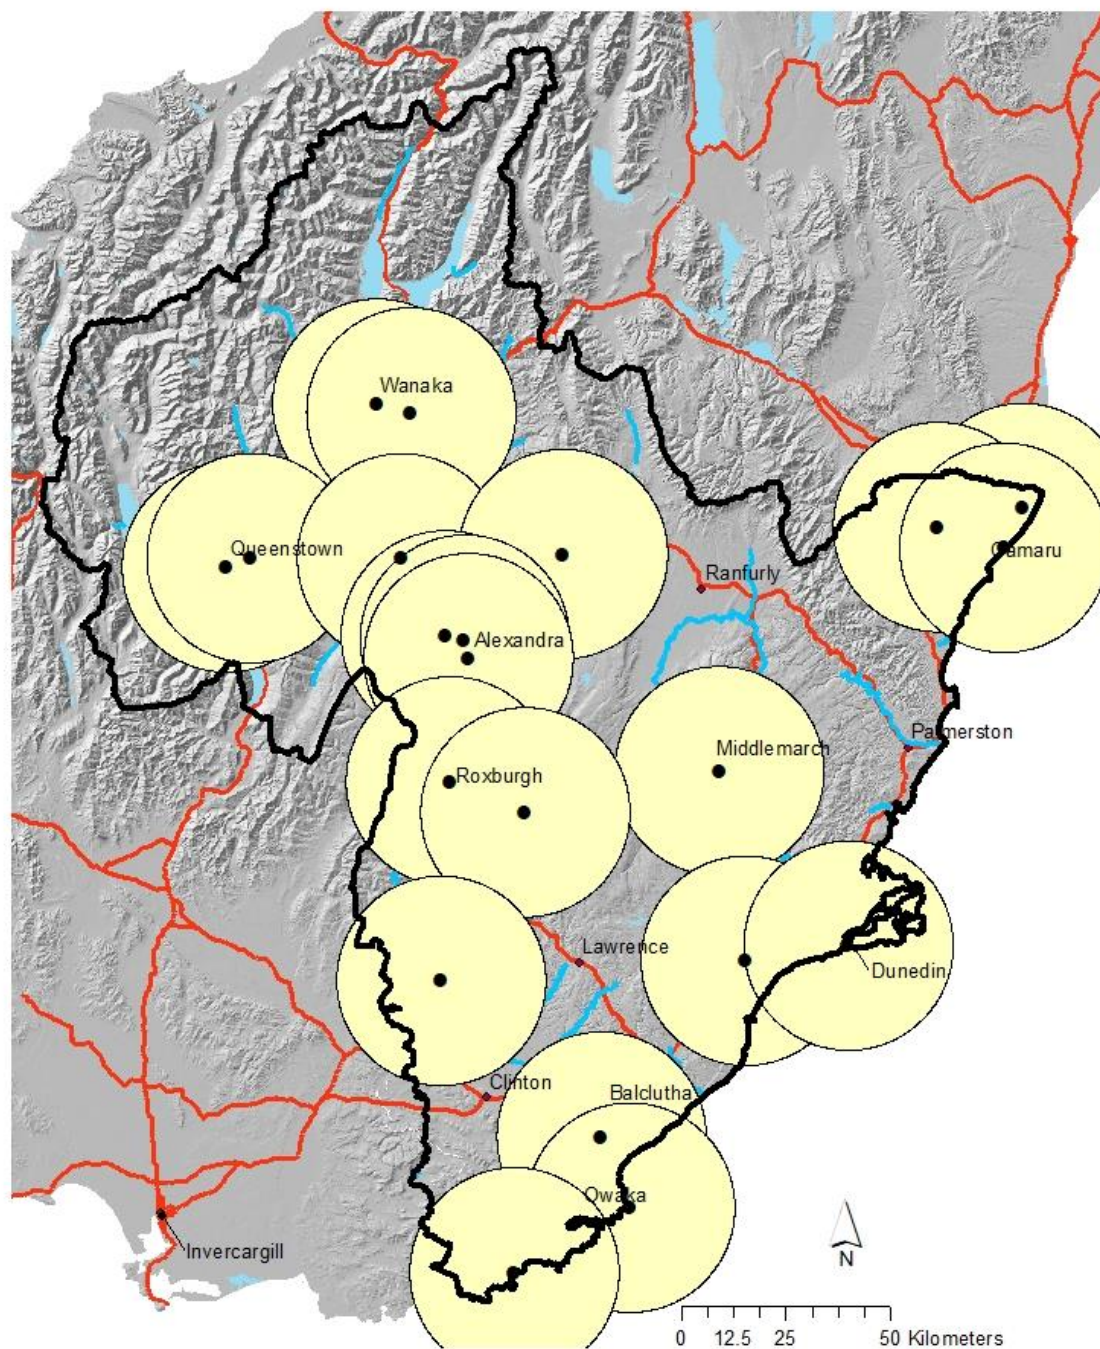 Wanaka
Queenstown
Oamaru
Ranfurly
Alexandra
Palmerston
Middlemarch
Roxburgh
Lawrence
Dunedin
Clinton
Balclutha
Owaka
Invercargill
N
0 12.5 25 50 Kilometers